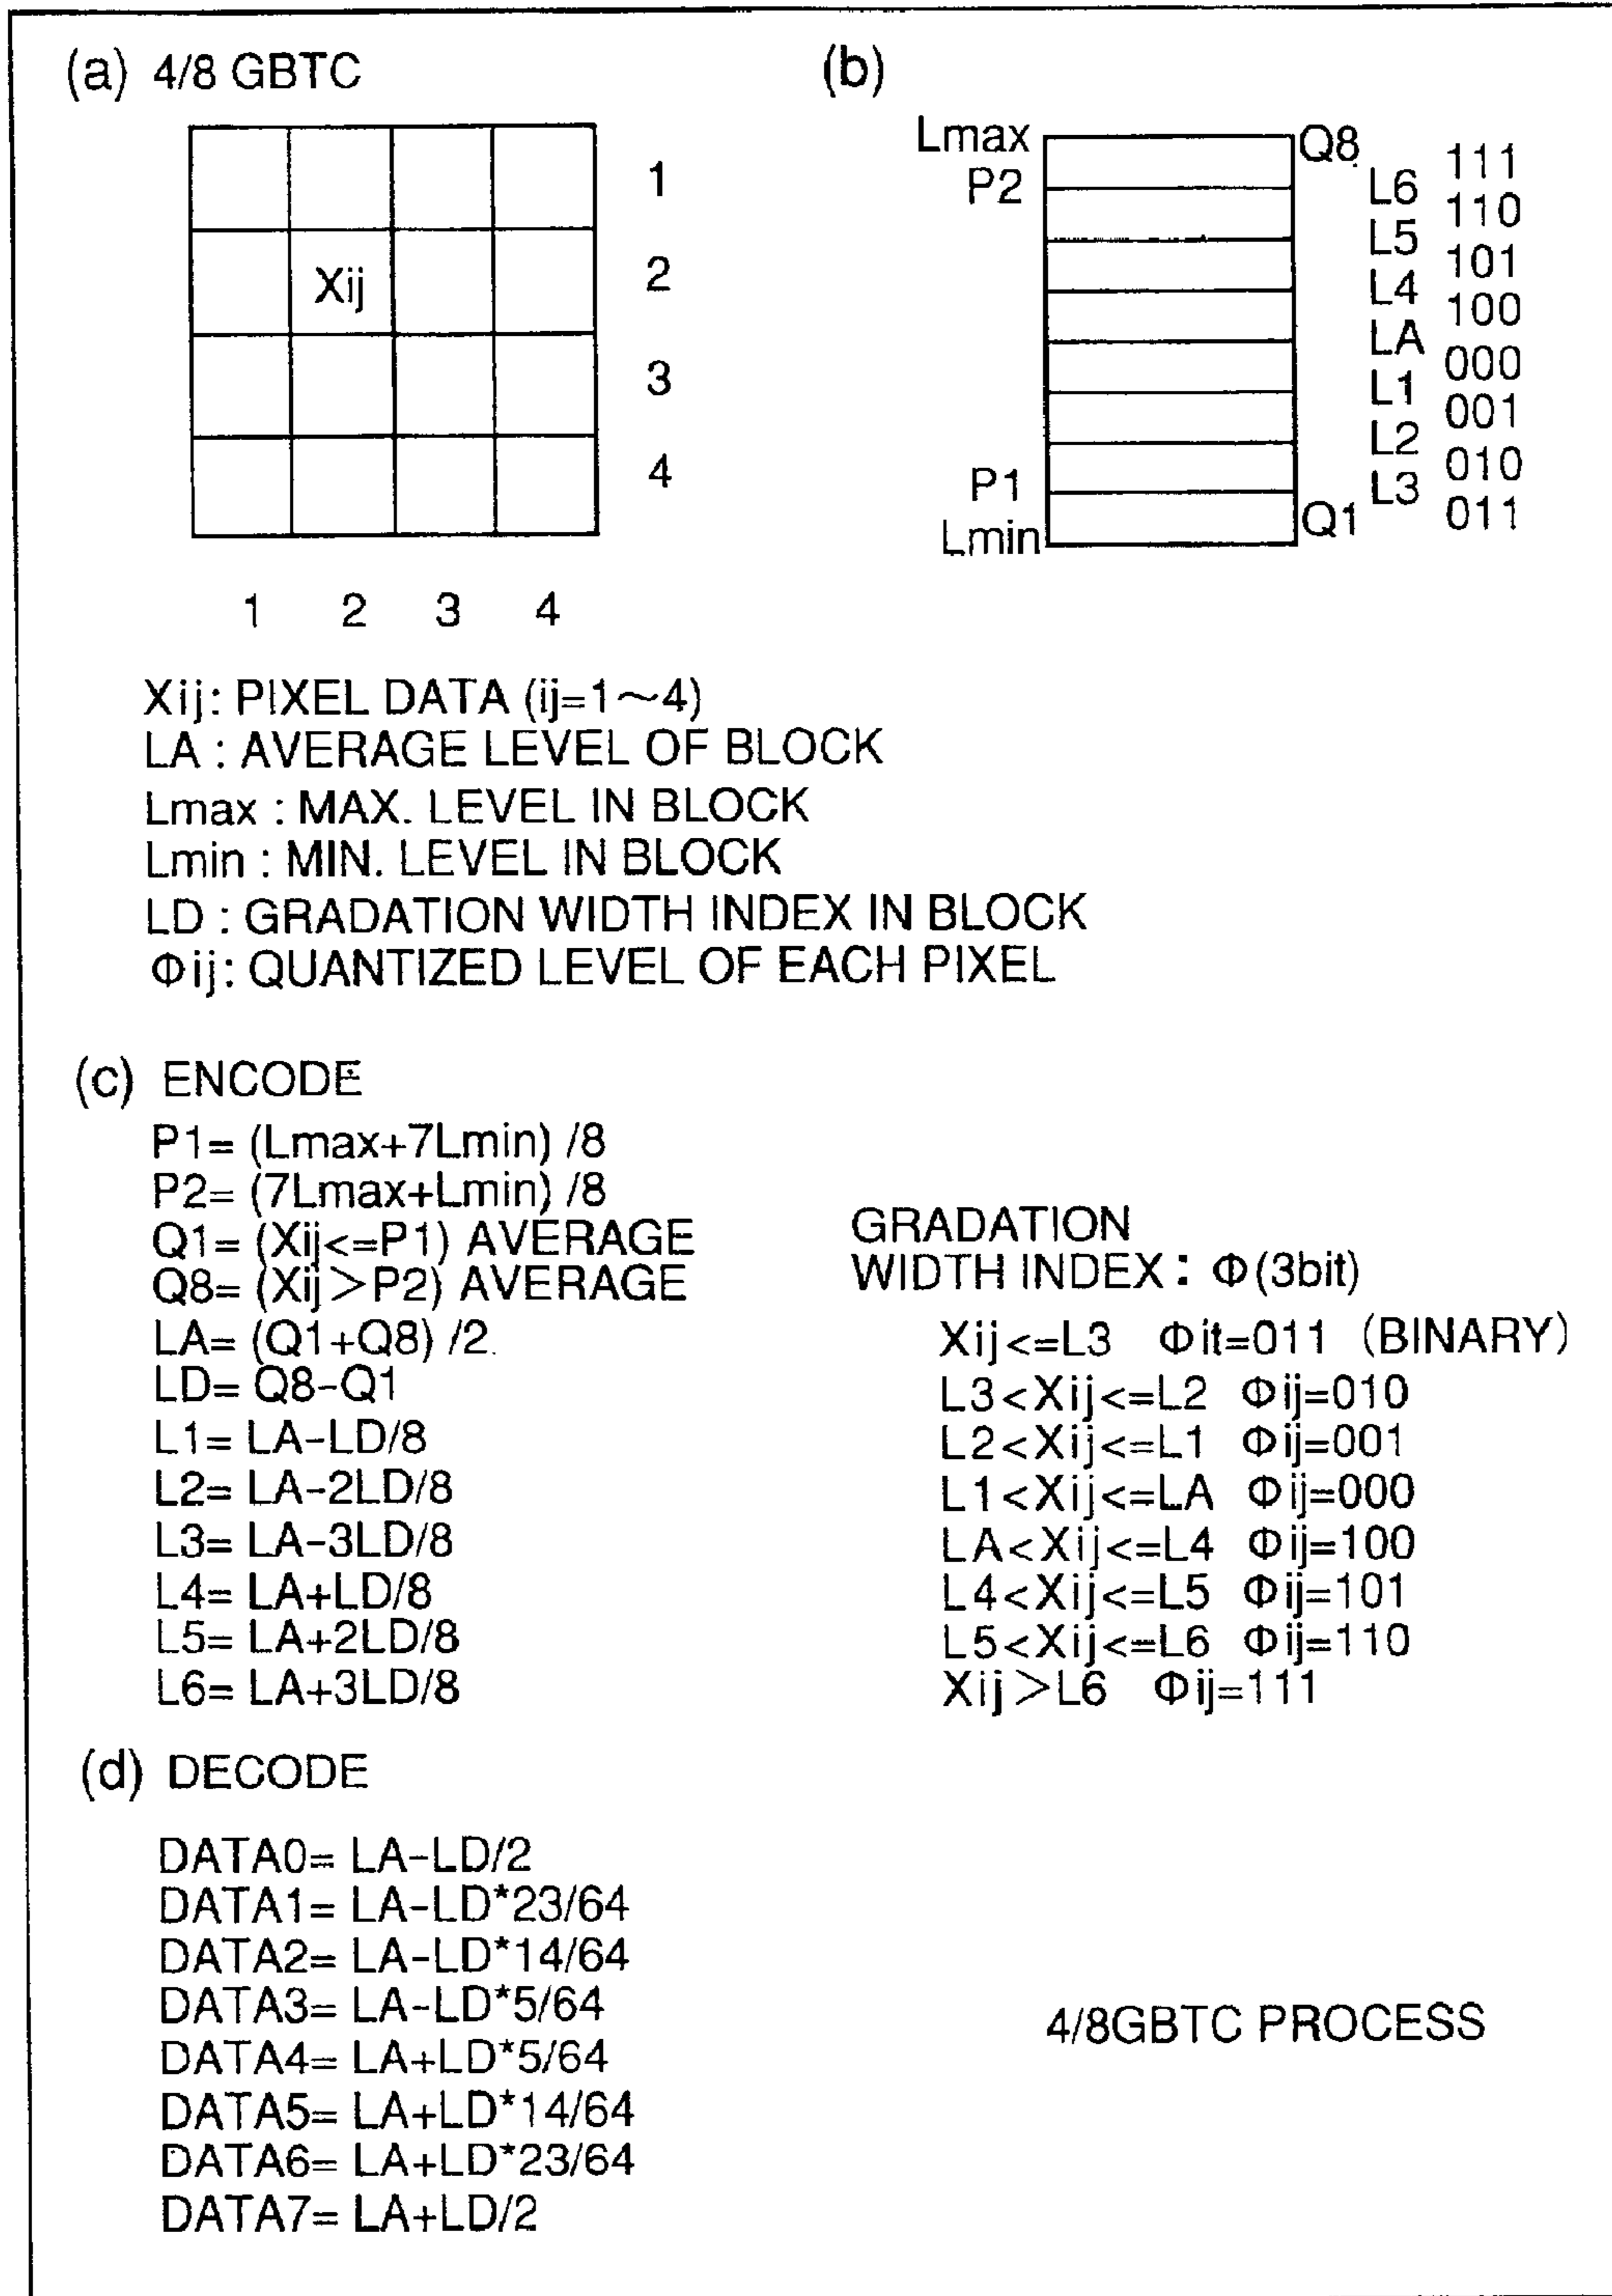 (a) 4/8 GBTC
Xij
1
2
3
4
1 2 3 4
(b)
Lmax
P2
P1
Lmin
Q8
Q1
L6
L5
L4
LA
L1
L2
L3
111
110
101
100
000
001
010
011
Xij: PIXEL DATA (ij=1～4)
LA : AVERAGE LEVEL OF BLOCK
Lmax : MAX. LEVEL IN BLOCK
Lmin : MIN. LEVEL IN BLOCK
LD : GRADATION WIDTH INDEX IN BLOCK
Φij: QUANTIZED LEVEL OF EACH PIXEL
(c) ENCODE
P1= (Lmax+7Lmin) /8
P2= (7Lmax+Lmin) /8
Q1= (Xij<=P1) AVERAGE
Q8= (Xij>P2) AVERAGE
LA= (Q1+Q8) /2
LD= Q8-Q1
L1= LA-LD/8
L2= LA-2LD/8
L3= LA-3LD/8
L4= LA+LD/8
L5= LA+2LD/8
L6= LA+3LD/8
GRADATION
WIDTH INDEX : Φ(3bit)
Xij<=L3 Φit=011 (BINARY)
L3<Xij<=L2 Φij=010
L2<Xij<=L1 Φij=001
L1<Xij<=LA Φij=000
LA<Xij<=L4 Φij=100
L4<Xij<=L5 Φij=101
L5<Xij<=L6 Φij=110
Xij>L6 Φij=111
(d) DECODE
DATA0= LA-LD/2
DATA1= LA-LD*23/64
DATA2= LA-LD*14/64
DATA3= LA-LD*5/64
DATA4= LA+LD*5/64
DATA5= LA+LD*14/64
DATA6= LA+LD*23/64
DATA7= LA+LD/2
4/8GBTC PROCESS